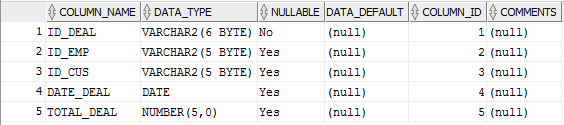 COLUMN_NAME DATA_TYPE NULLABLE DATA_DEFAULT COLUMN_ID COMMENTS
1 ID_DEAL VARCHAR2(6 BYTE) No (null) 1 (null)
2 ID_EMP VARCHAR2(5 BYTE) Yes (null) 2 (null)
3 ID_CUS VARCHAR2(5 BYTE) Yes (null) 3 (null)
4 DATE_DEAL DATE Yes (null) 4 (null)
5 TOTAL_DEAL NUMBER(5,0) Yes (null) 5 (null)